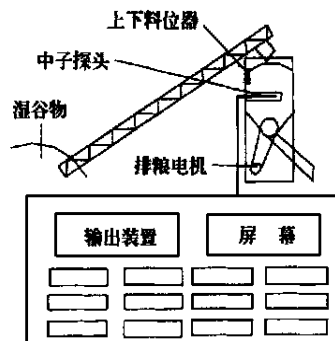 上下料位器
中子探头
湿谷物
排粮电机
输出装置
屏 幕